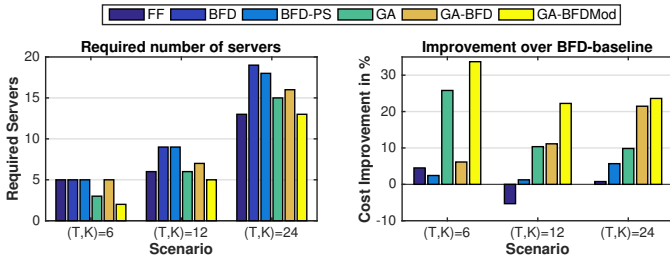 FF BFD BFD-PS GA GA-BFD GA-BFDMod
Required number of servers
Required Servers
20
15
10
5
0
(T,K)=6 (T,K)=12 (T,K)=24
Scenario
Improvement over BFD-baseline
Cost Improvement in %
30
20
10
0
-10
(T,K)=6 (T,K)=12 (T,K)=24
Scenario